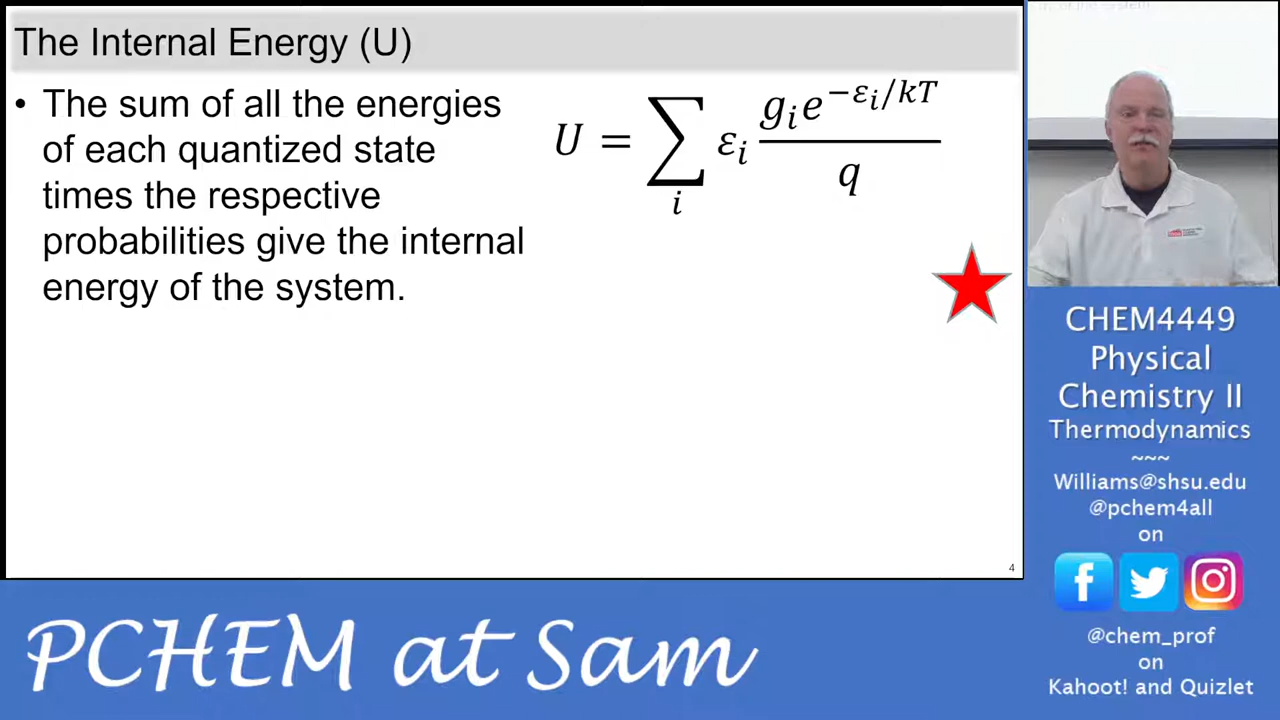 The Internal Energy (U)
• The sum of all the energies
of each quantized state
times the respective
probabilities give the internal
energy of the system.
U = ∑_i ε_i (g_i e^{−ε_i/kT}) / q
4
CHEM4449
Physical
Chemistry II
Thermodynamics
~~~
Williams@shsu.edu
@pchem4all
on
@chem_prof
on
Kahoot! and Quizlet
PCHEM at Sam